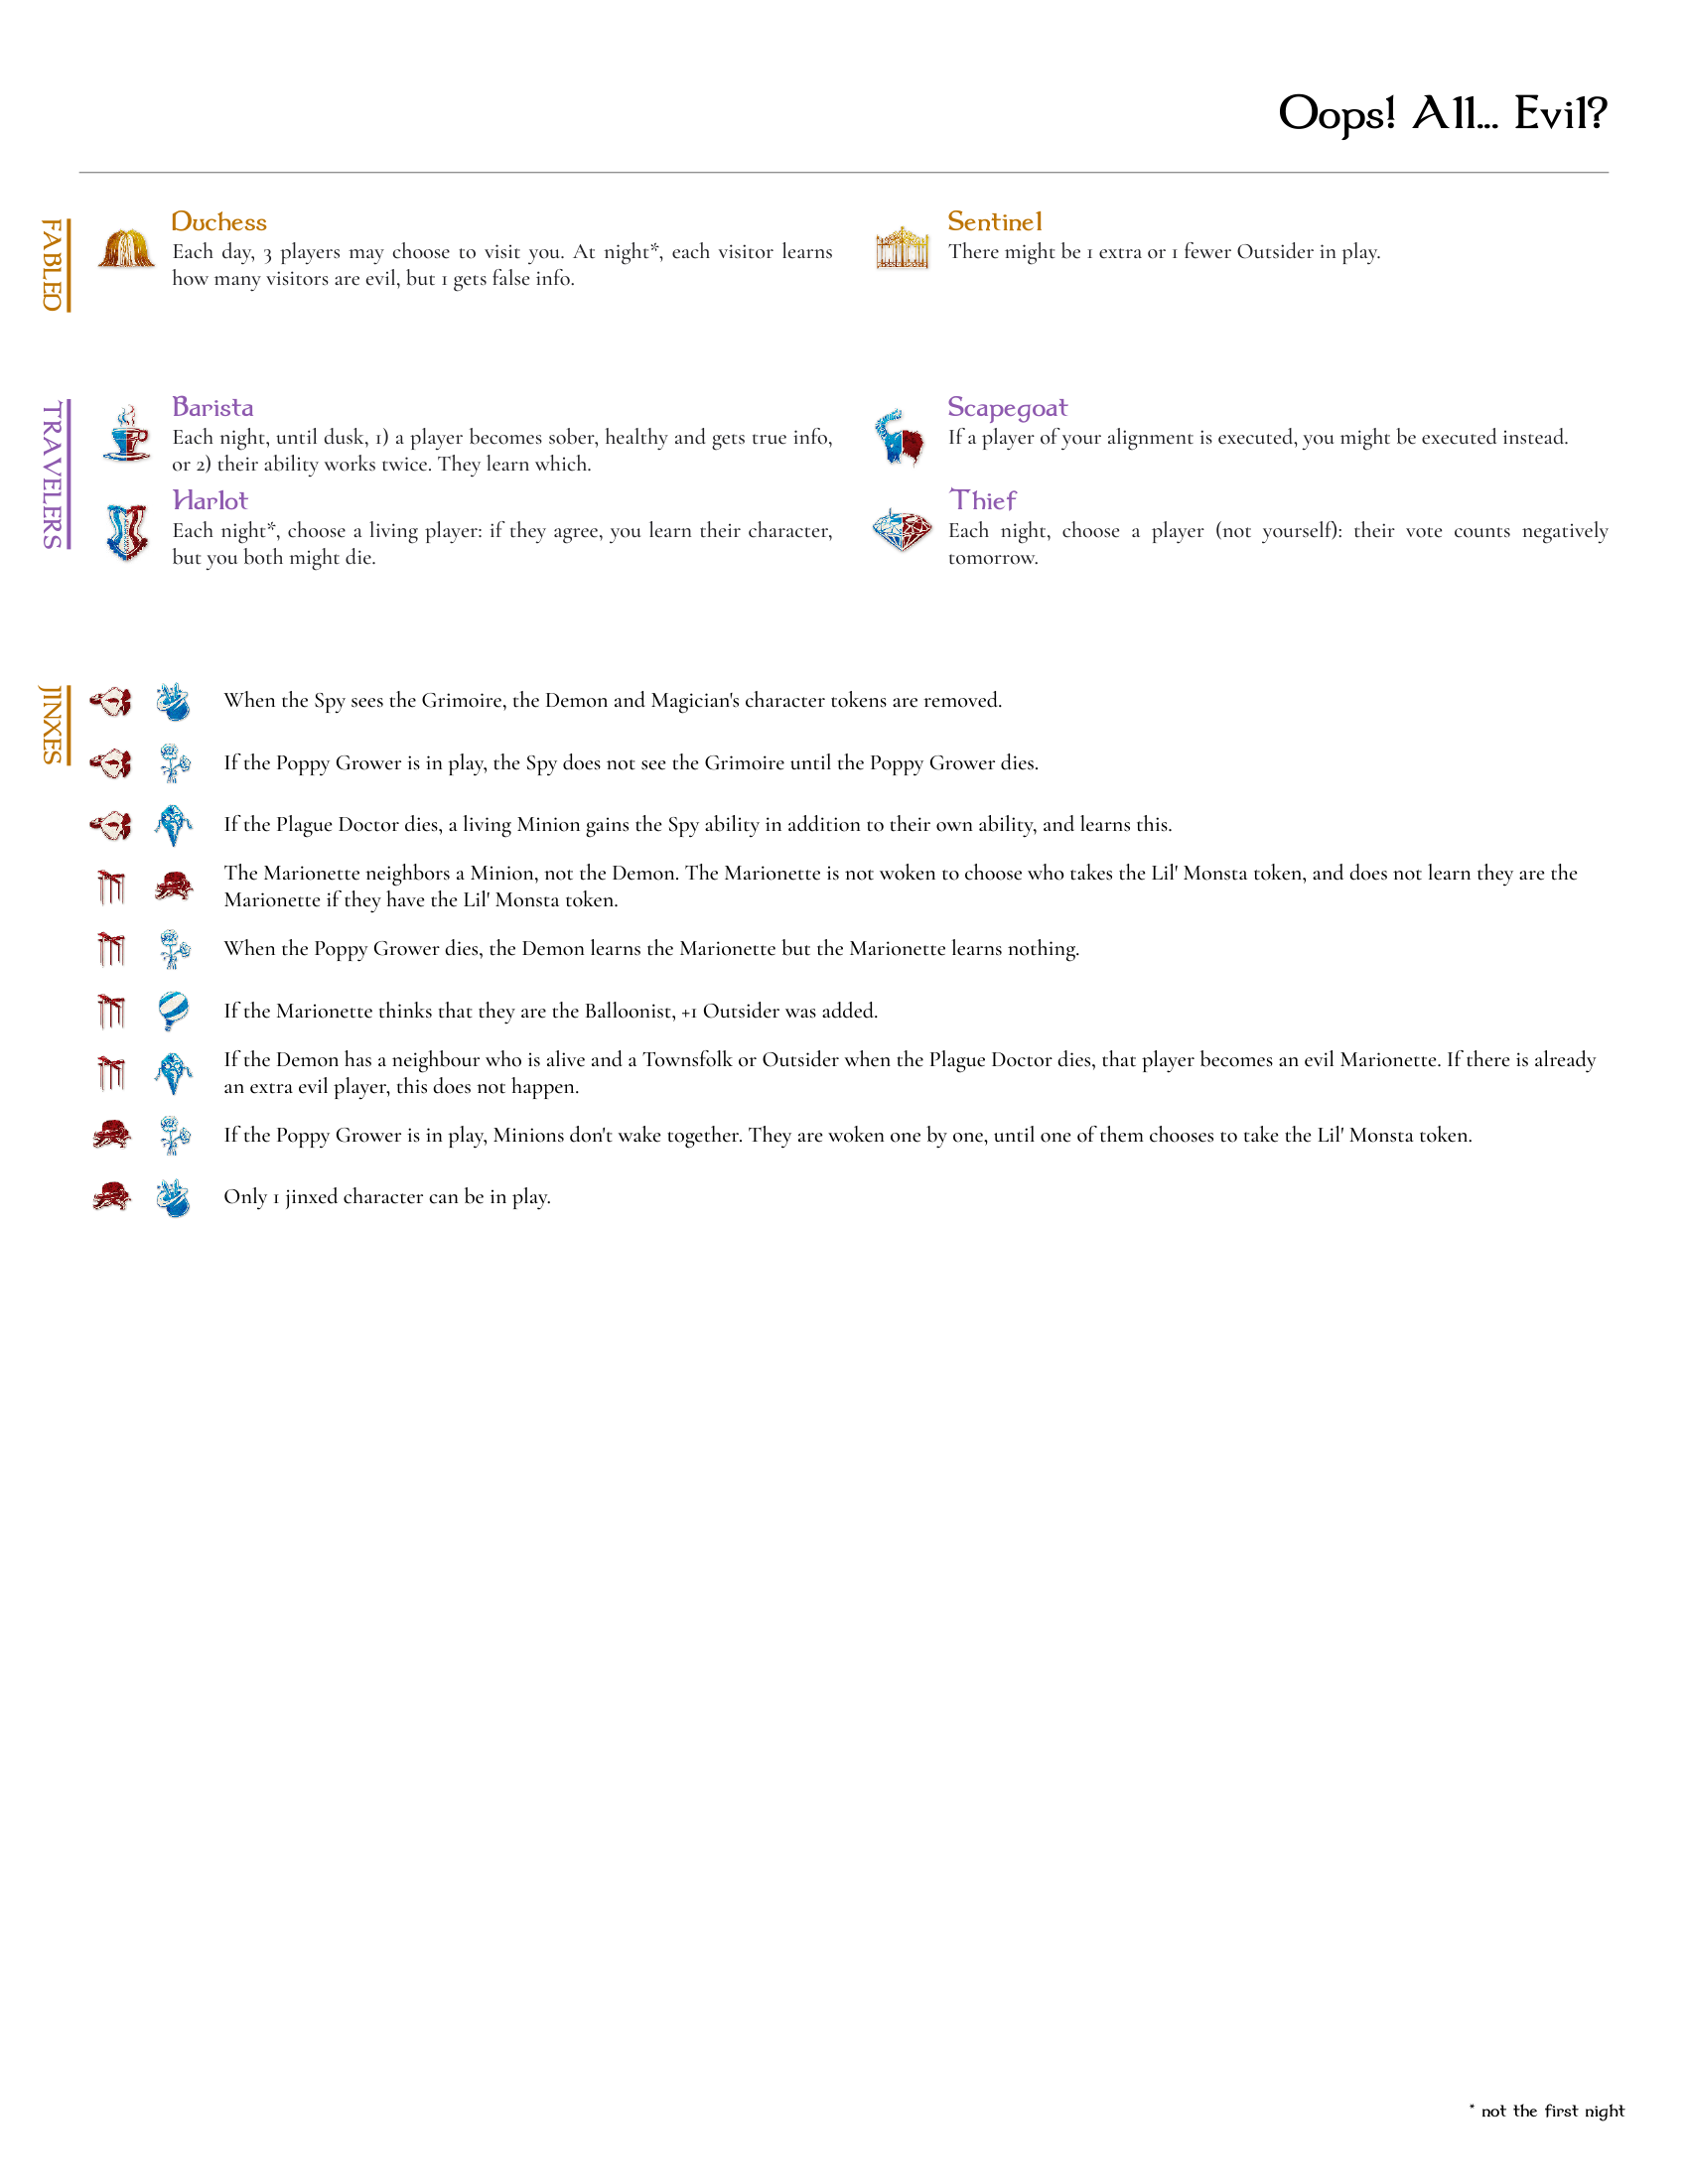 Oops! All... Evil?
FABLED
Duchess
Each day, 3 players may choose to visit you. At night*, each visitor learns
how many visitors are evil, but 1 gets false info.
Sentinel
There might be 1 extra or 1 fewer Outsider in play.
TRAVELERS
Barista
Each night, until dusk, 1) a player becomes sober, healthy and gets true info,
or 2) their ability works twice. They learn which.
Scapegoat
If a player of your alignment is executed, you might be executed instead.
Harlot
Each night*, choose a living player: if they agree, you learn their character,
but you both might die.
Thief
Each night, choose a player (not yourself): their vote counts negatively
tomorrow.
JINXES
When the Spy sees the Grimoire, the Demon and Magician's character tokens are removed.
If the Poppy Grower is in play, the Spy does not see the Grimoire until the Poppy Grower dies.
If the Plague Doctor dies, a living Minion gains the Spy ability in addition to their own ability, and learns this.
The Marionette neighbors a Minion, not the Demon. The Marionette is not woken to choose who takes the Lil' Monsta token, and does not learn they are the
Marionette if they have the Lil' Monsta token.
When the Poppy Grower dies, the Demon learns the Marionette but the Marionette learns nothing.
If the Marionette thinks that they are the Balloonist, +1 Outsider was added.
If the Demon has a neighbour who is alive and a Townsfolk or Outsider when the Plague Doctor dies, that player becomes an evil Marionette. If there is already
an extra evil player, this does not happen.
If the Poppy Grower is in play, Minions don't wake together. They are woken one by one, until one of them chooses to take the Lil' Monsta token.
Only 1 jinxed character can be in play.
* not the first night